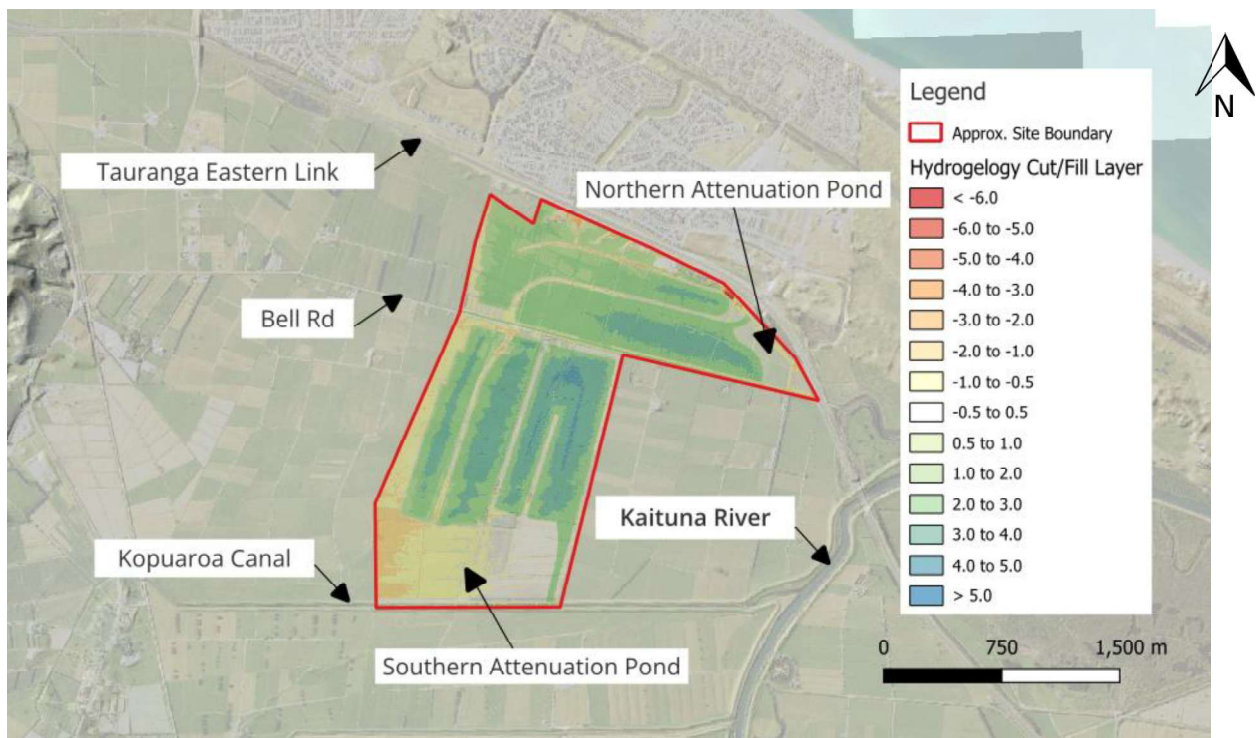 N
Legend
Approx. Site Boundary
Hydrogelogy Cut/Fill Layer
< -6.0
-6.0 to -5.0
-5.0 to -4.0
-4.0 to -3.0
-3.0 to -2.0
-2.0 to -1.0
-1.0 to -0.5
-0.5 to 0.5
0.5 to 1.0
1.0 to 2.0
2.0 to 3.0
3.0 to 4.0
4.0 to 5.0
> 5.0
Tauranga Eastern Link
Northern Attenuation Pond
Bell Rd
Kaituna River
Kopuaroa Canal
Southern Attenuation Pond
0 750 1,500 m